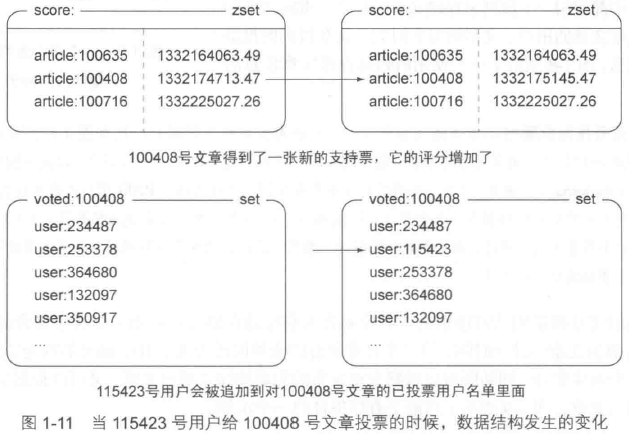 score: zset
article:100635 1332164063.49
article:100408 1332174713.47
article:100716 1332225027.26
score: zset
article:100635 1332164063.49
article:100408 1332175145.47
article:100716 1332225027.26
100408号文章得到了一张新的支持票，它的评分增加了
voted:100408 set
user:234487
user:253378
user:364680
user:132097
user:350917
...
voted:100408 set
user:234487
user:115423
user:253378
user:364680
user:132097
...
115423号用户会被追加到对100408号文章的已投票用户名单里面
图 1-11 当 115423 号用户给 100408 号文章投票的时候，数据结构发生的变化